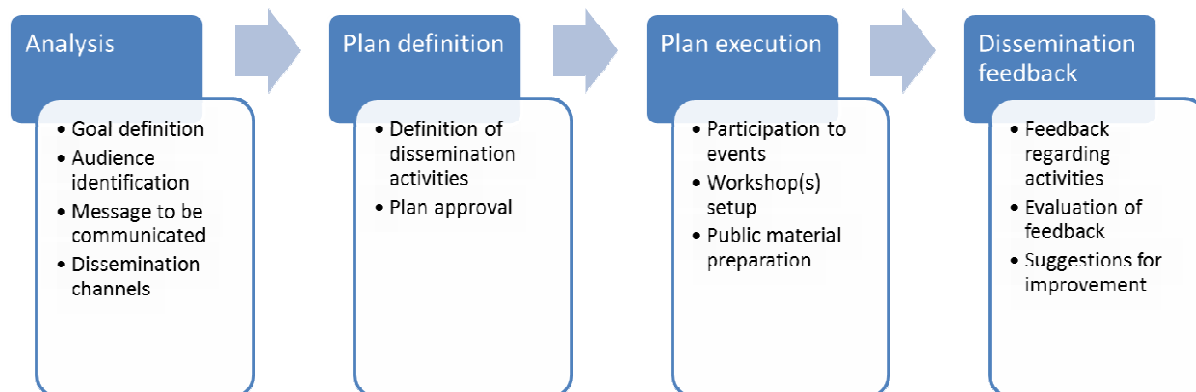 Analysis
• Goal definition
• Audience
identification
• Message to be
communicated
• Dissemination
channels
Plan definition
• Definition of
dissemination
activities
• Plan approval
Plan execution
• Participation to
events
• Workshop(s)
setup
• Public material
preparation
Dissemination
feedback
• Feedback
regarding
activities
• Evaluation of
feedback
• Suggestions for
improvement